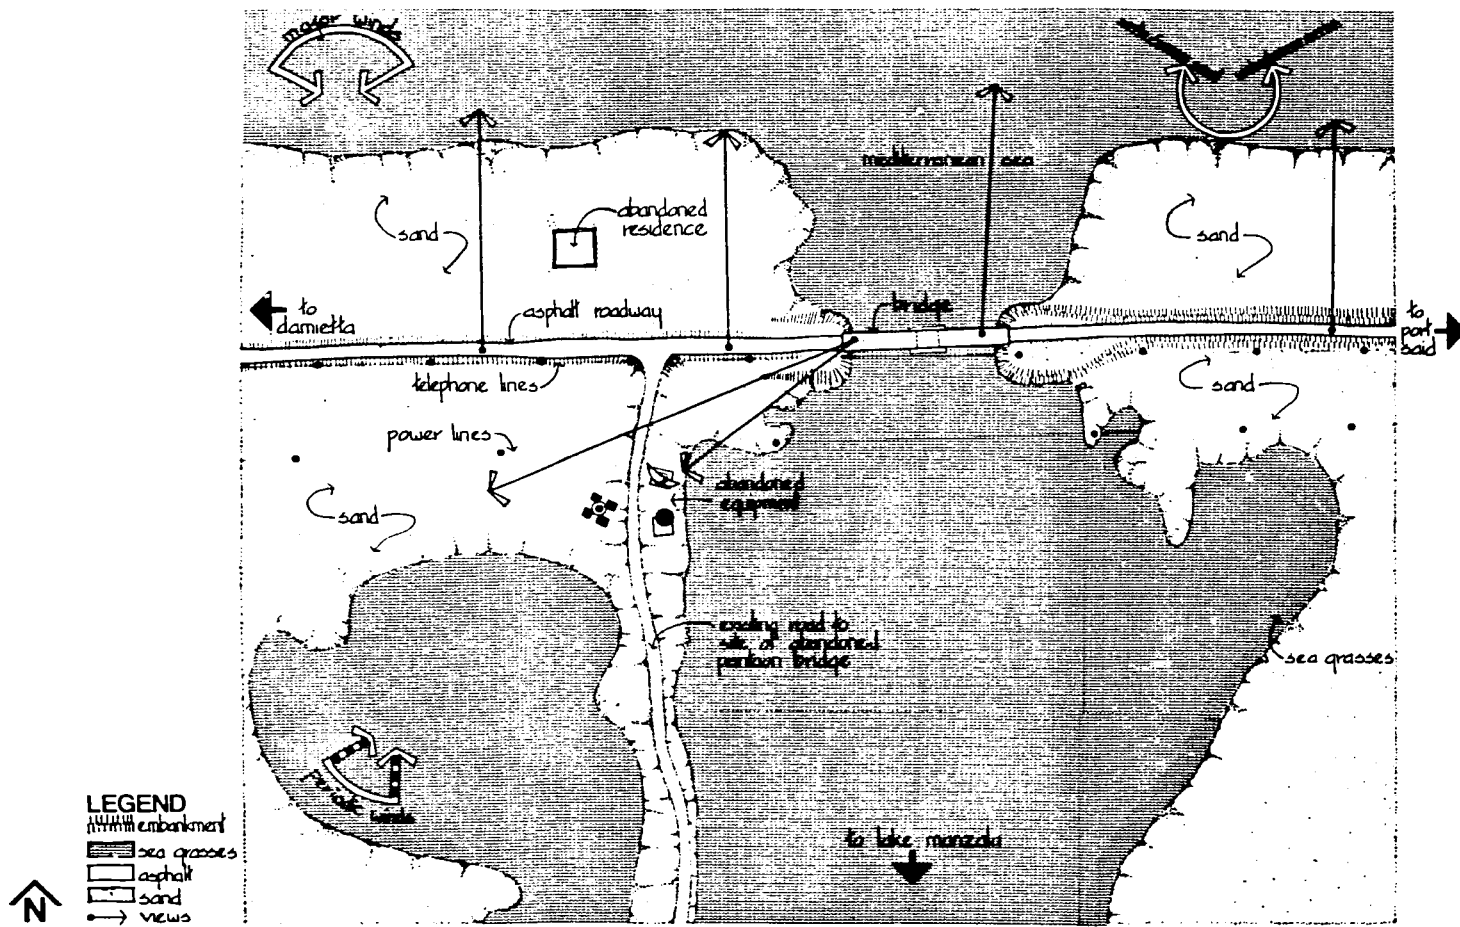 major winds
mediterranean sea
abandoned
residence
sand
sand
to
damietta
asphalt roadway
bridge
to
port
said
telephone lines
sand
power lines
abandoned
equipment
sand
existing road to
site of abandoned
pontoon bridge
sea grasses
periodic winds
to lake manzala
LEGEND
embankment
sea grasses
asphalt
sand
views
N